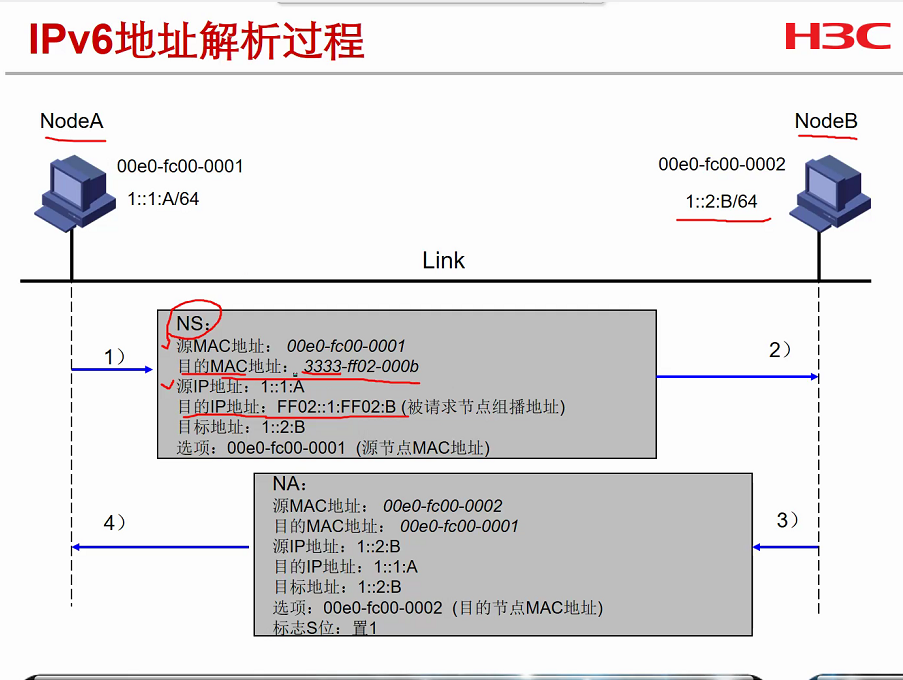 IPv6地址解析过程
H3C
NodeA
NodeB
00e0-fc00-0001
00e0-fc00-0002
1::1:A/64
1::2:B/64
Link
1）
2）
NS：
源MAC地址： 00e0-fc00-0001
目的MAC地址： 3333-ff02-000b
源IP地址：1::1:A
目的IP地址：FF02::1:FF02:B (被请求节点组播地址)
目标地址：1::2:B
选项：00e0-fc00-0001 (源节点MAC地址)
4）
3）
NA：
源MAC地址： 00e0-fc00-0002
目的MAC地址： 00e0-fc00-0001
源IP地址：1::2:B
目的IP地址：1::1:A
目标地址：1::2:B
选项：00e0-fc00-0002 (目的节点MAC地址)
标志S位：置1